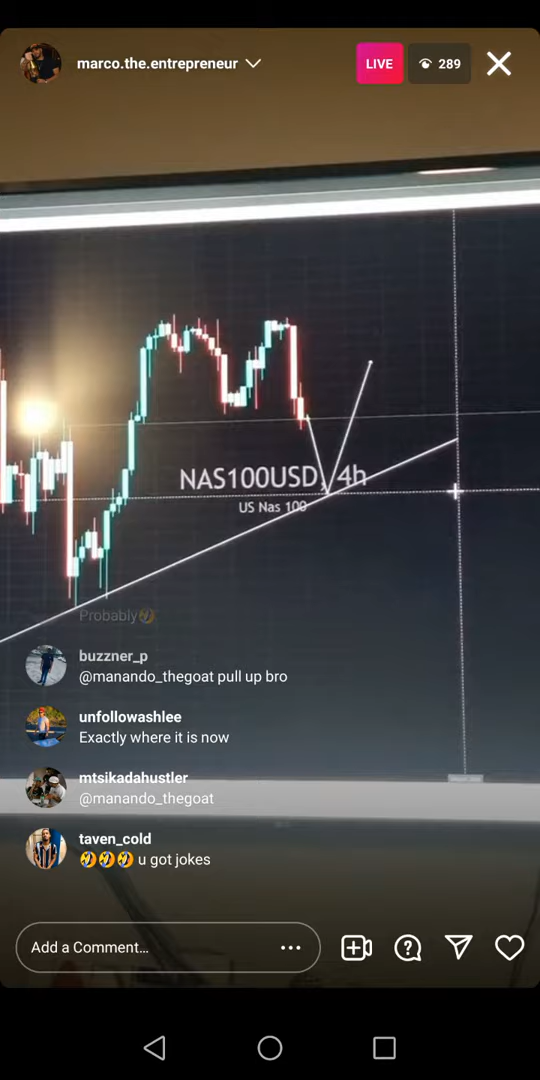 marco.the.entrepreneur
LIVE
289
NAS100USD, 4h
US Nas 100
Probably🤣
buzzner_p
@manando_thegoat pull up bro
unfollowashlee
Exactly where it is now
mtsikadahustler
@manando_thegoat
taven_cold
🤣🤣🤣 u got jokes
Add a Comment...